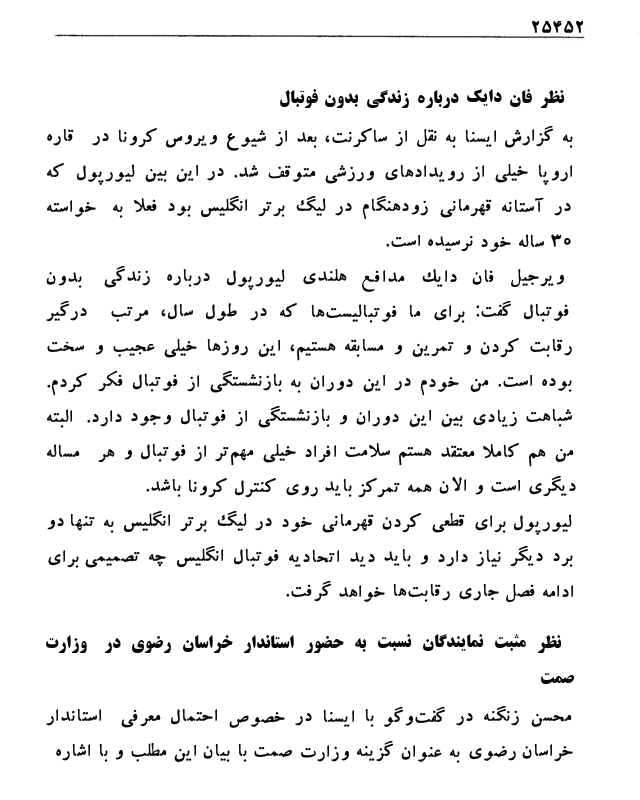 ۲۵۴۵۲
نظر فان دایک درباره زندگی بدون فوتبال
به گزارش ایسنا به نقل از ساکرنت، بعد از شیوع ویروس کرونا در قاره
اروپا خیلی از رویدادهای ورزشی متوقف شد. در این بین لیورپول که
در آستانه قهرمانی زودهنگام در لیگ برتر انگلیس بود فعلا به خواسته
۳۰ ساله خود نرسیده است.
ویرجیل فان دایک مدافع هلندی لیورپول درباره زندگی بدون
فوتبال گفت: برای ما فوتبالیست‌ها که در طول سال، مرتب درگیر
رقابت کردن و تمرین و مسابقه هستیم، این روزها خیلی عجیب و سخت
بوده است. من خودم در این دوران به بازنشستگی از فوتبال فکر کردم.
شباهت زیادی بین این دوران و بازنشستگی از فوتبال وجود دارد. البته
من هم کاملا معتقد هستم سلامت افراد خیلی مهم‌تر از فوتبال و هر مساله
دیگری است و الان همه تمرکز باید روی کنترل کرونا باشد.
لیورپول برای قطعی کردن قهرمانی خود در لیگ برتر انگلیس به تنها دو
برد دیگر نیاز دارد و باید دید اتحادیه فوتبال انگلیس چه تصمیمی برای
ادامه فصل جاری رقابت‌ها خواهد گرفت.
نظر مثبت نمایندگان نسبت به حضور استاندار خراسان رضوی در وزارت
صمت
محسن زنگنه در گفت‌وگو با ایسنا در خصوص احتمال معرفی استاندار
خراسان رضوی به عنوان گزینه وزارت صمت با بیان این مطلب و با اشاره